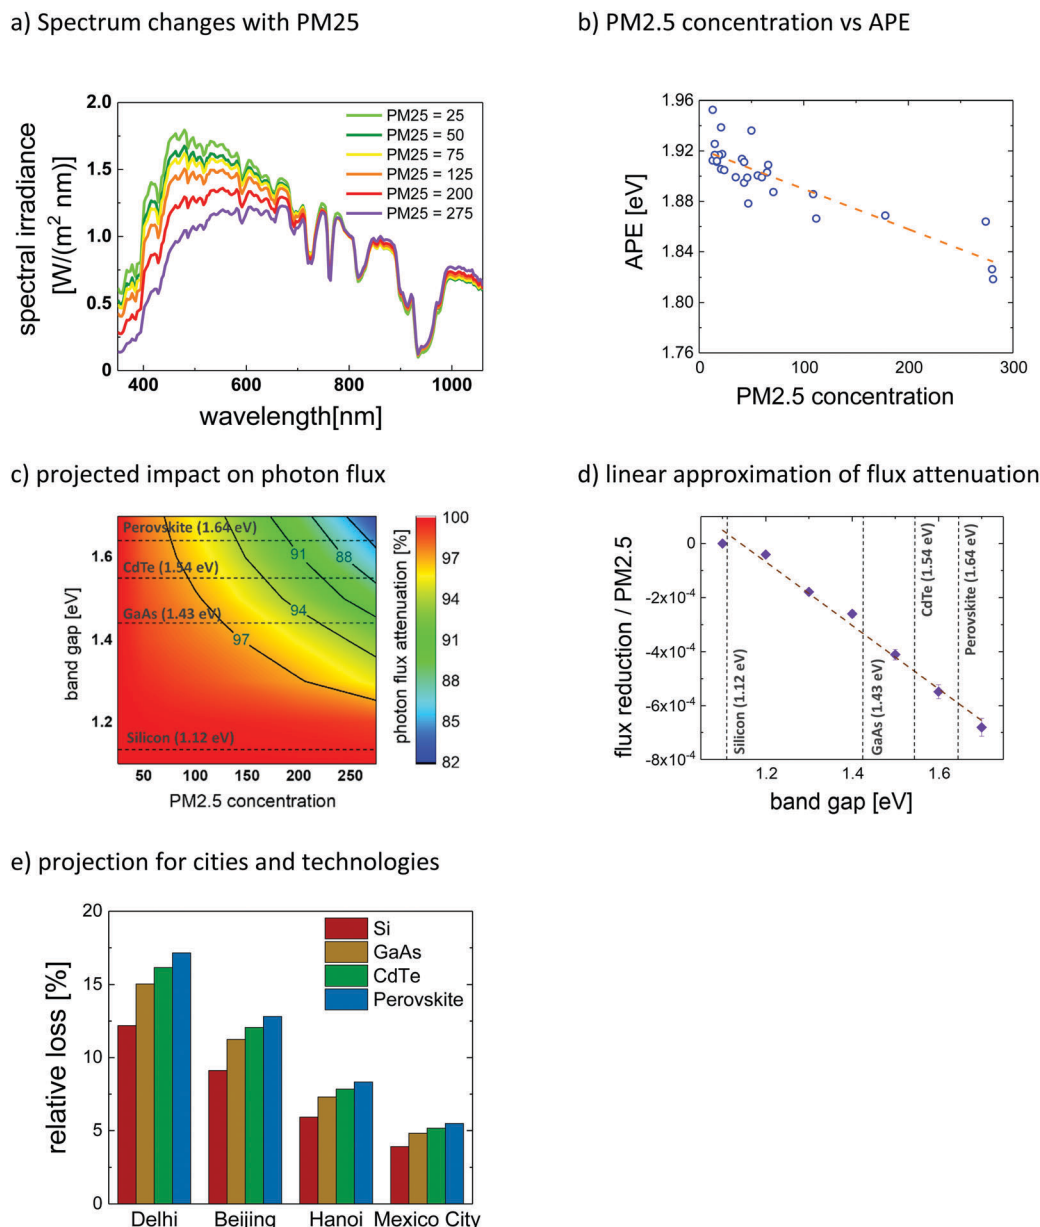 a) Spectrum changes with PM25
b) PM2.5 concentration vs APE
spectral irradiance
[W/(m² nm)]
2.0
1.5
1.0
0.5
0
PM25 = 25
PM25 = 50
PM25 = 75
PM25 = 125
PM25 = 200
PM25 = 275
400
600
800
1000
wavelength[nm]
APE [eV]
1.96
1.92
1.88
1.84
1.80
1.76
0
100
200
300
PM2.5 concentration
c) projected impact on photon flux
d) linear approximation of flux attenuation
band gap [eV]
1.6
1.4
1.2
Perovskite (1.64 eV)
CdTe (1.54 eV)
GaAs (1.43 eV)
Silicon (1.12 eV)
91
88
94
97
50
100
150
200
250
PM2.5 concentration
photon flux attenuation [%]
100
97
94
91
88
85
82
flux reduction / PM2.5
0
-2x10⁻⁴
-4x10⁻⁴
-6x10⁻⁴
-8x10⁻⁴
Silicon (1.12 eV)
GaAs (1.43 eV)
CdTe (1.54 eV)
Perovskite (1.64 eV)
1.2
1.4
1.6
band gap [eV]
e) projection for cities and technologies
relative loss [%]
20
15
10
5
0
Si
GaAs
CdTe
Perovskite
Delhi
Beijing
Hanoi
Mexico City